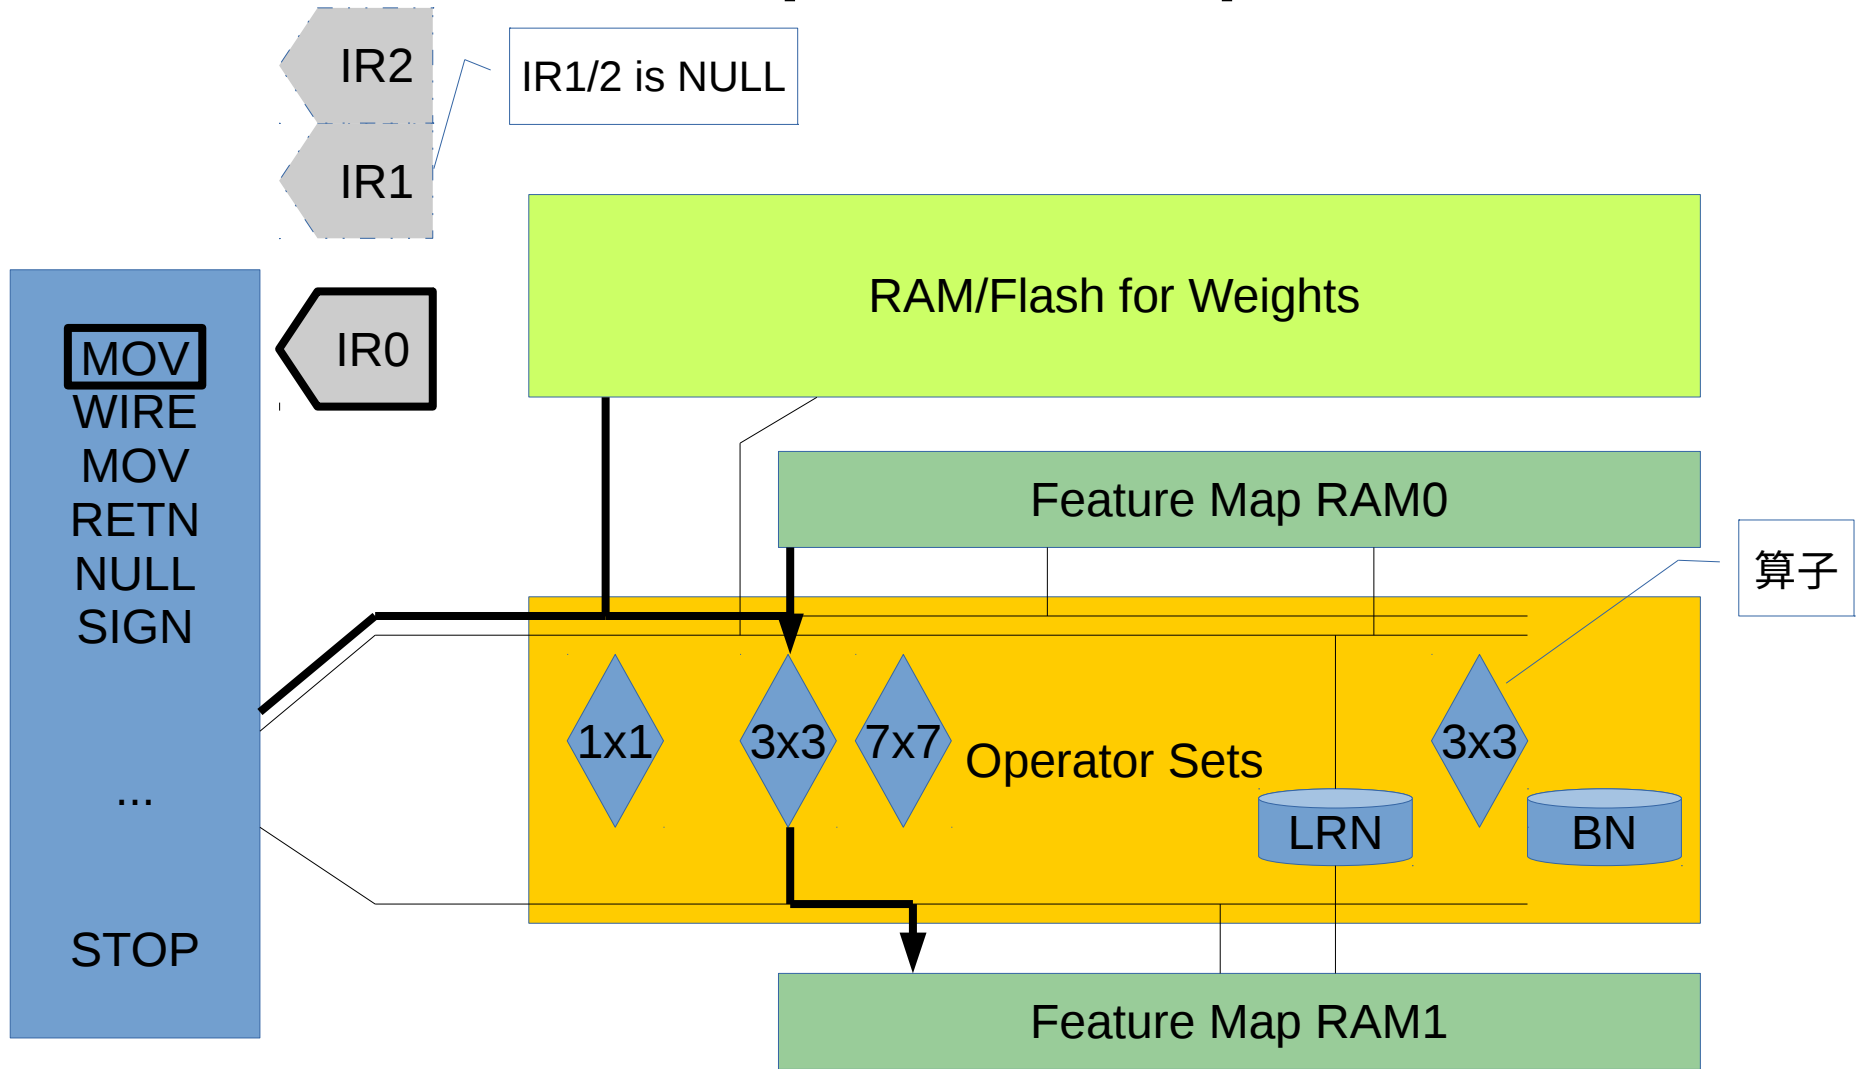 IR2
IR1/2 is NULL
IR1
RAM/Flash for Weights
IR0
MOV
WIRE
MOV
RETN
NULL
SIGN
...
STOP
Feature Map RAM0
算子
1x1
3x3
7x7
Operator Sets
3x3
LRN
BN
Feature Map RAM1